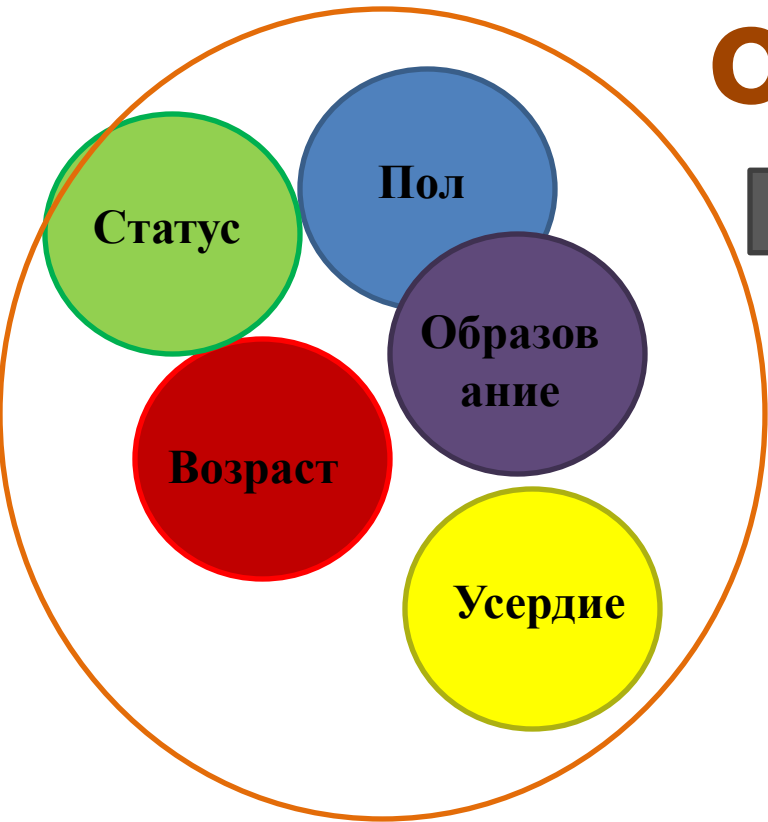 Пол
Статус
Образов
ание
Возраст
Усердие